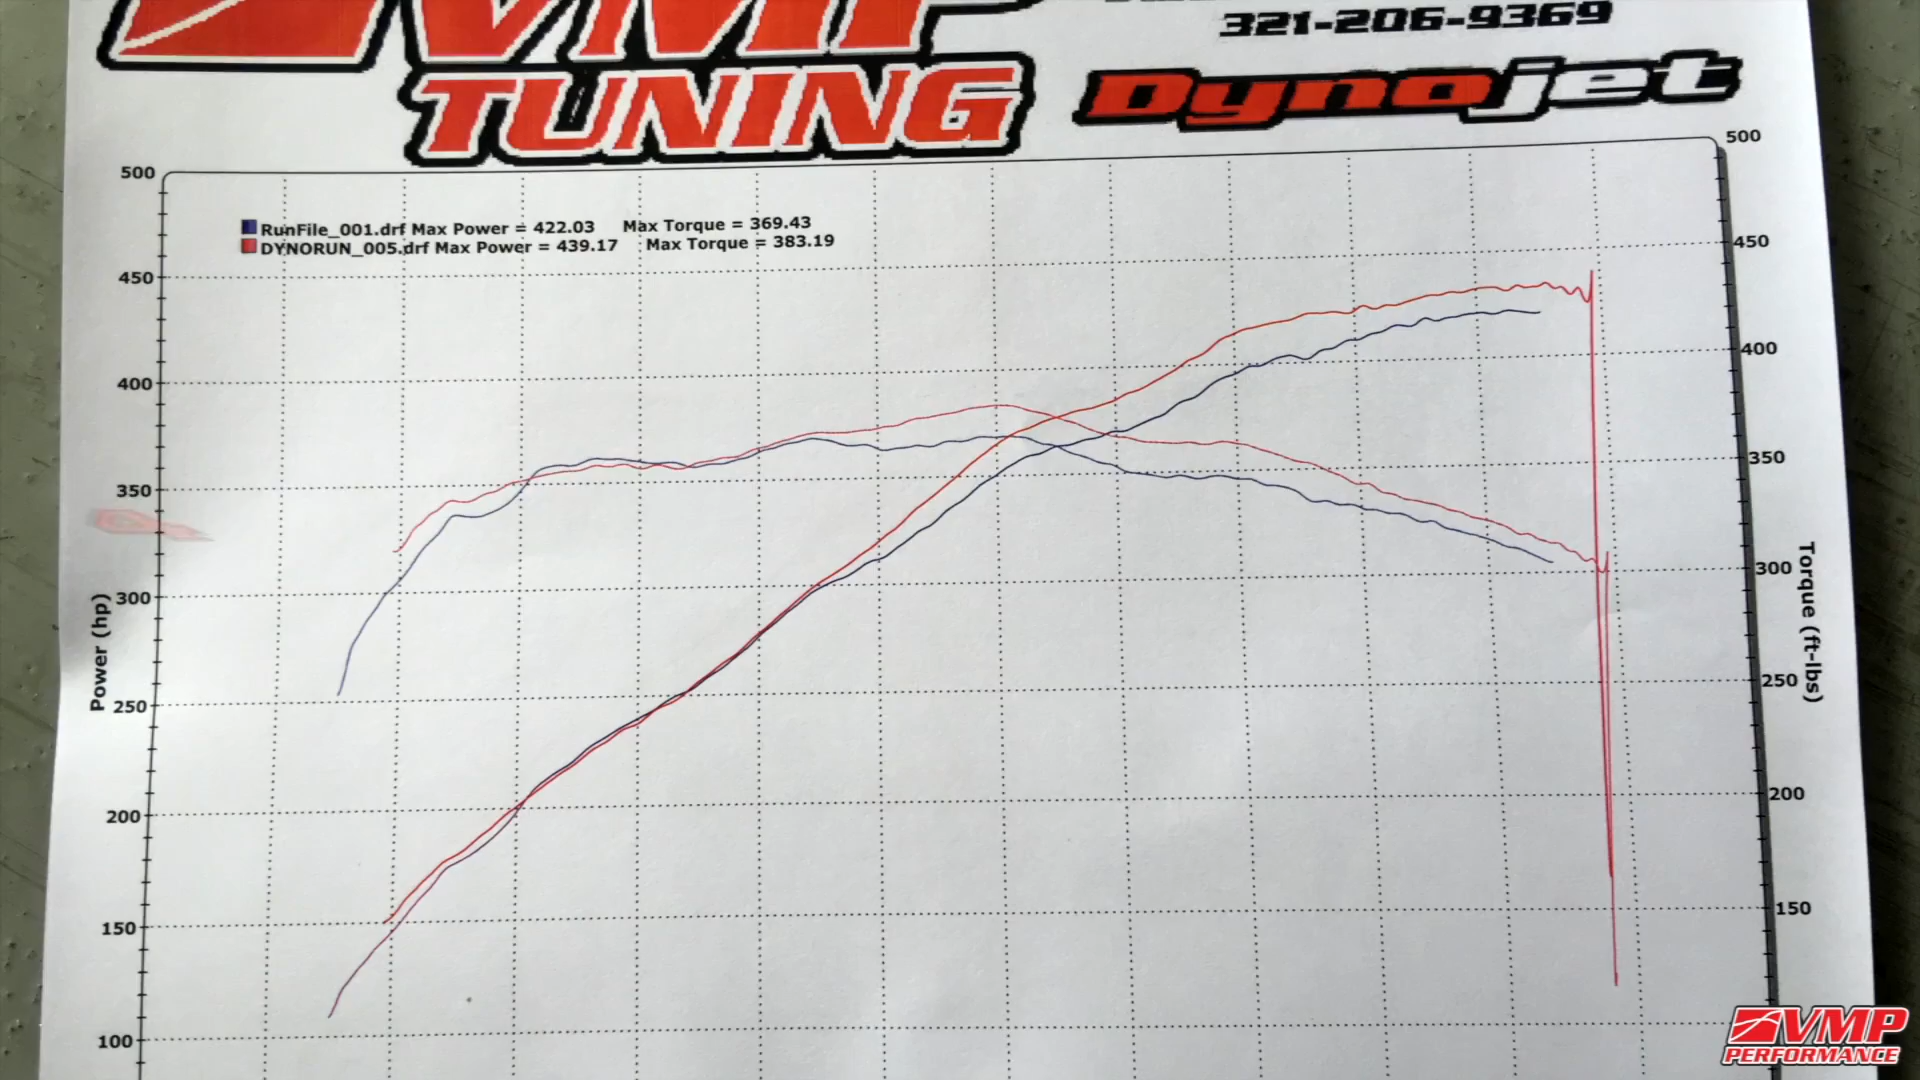 VMP
321-206-9369
TUNING
Dynojet
500
500
RunFile_001.drf Max Power = 422.03 Max Torque = 369.43
DYNORUN_005.drf Max Power = 439.17 Max Torque = 383.19
450
450
400
400
350
350
300
300
Power (hp)
Torque (ft-lbs)
250
250
200
200
150
150
100
VMP
PERFORMANCE